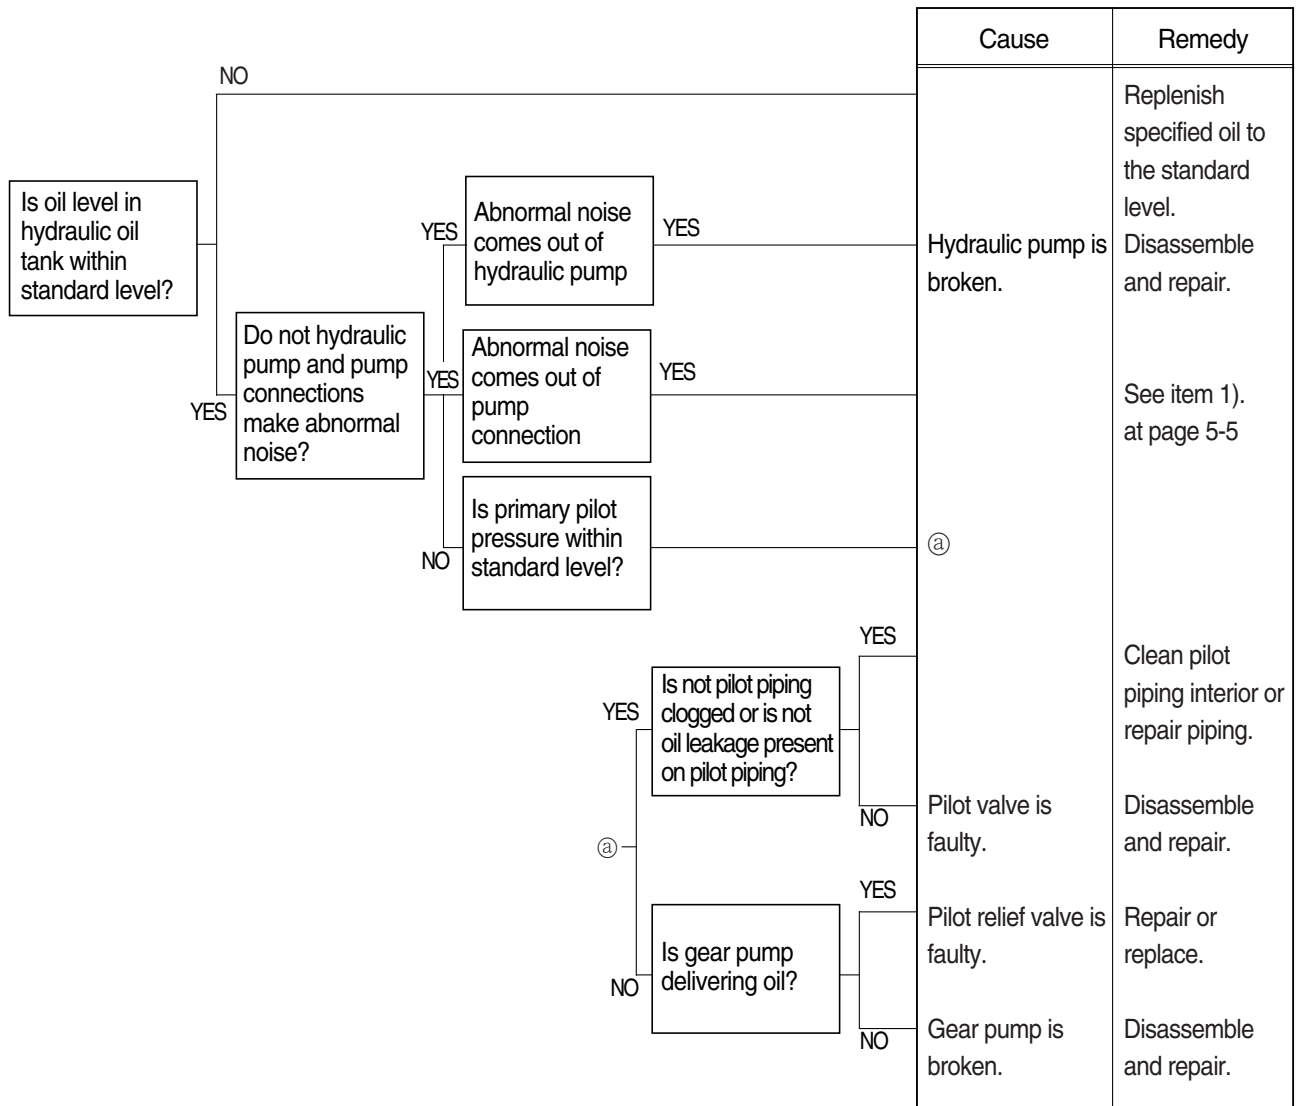 Cause
Remedy
NO
Replenish
specified oil to
the standard
level.
Is oil level in
hydraulic oil
tank within
standard level?
YES
Abnormal noise
comes out of
hydraulic pump
YES
Hydraulic pump is
broken.
Disassemble
and repair.
YES
Do not hydraulic
pump and pump
connections
make abnormal
noise?
YES
Abnormal noise
comes out of
pump
connection
YES
See item 1).
at page 5-5
NO
Is primary pilot
pressure within
standard level?
ⓐ
ⓐ
YES
Is not pilot piping
clogged or is not
oil leakage present
on pilot piping?
YES
Clean pilot
piping interior or
repair piping.
NO
Pilot valve is
faulty.
Disassemble
and repair.
NO
Is gear pump
delivering oil?
YES
Pilot relief valve is
faulty.
Repair or
replace.
NO
Gear pump is
broken.
Disassemble
and repair.